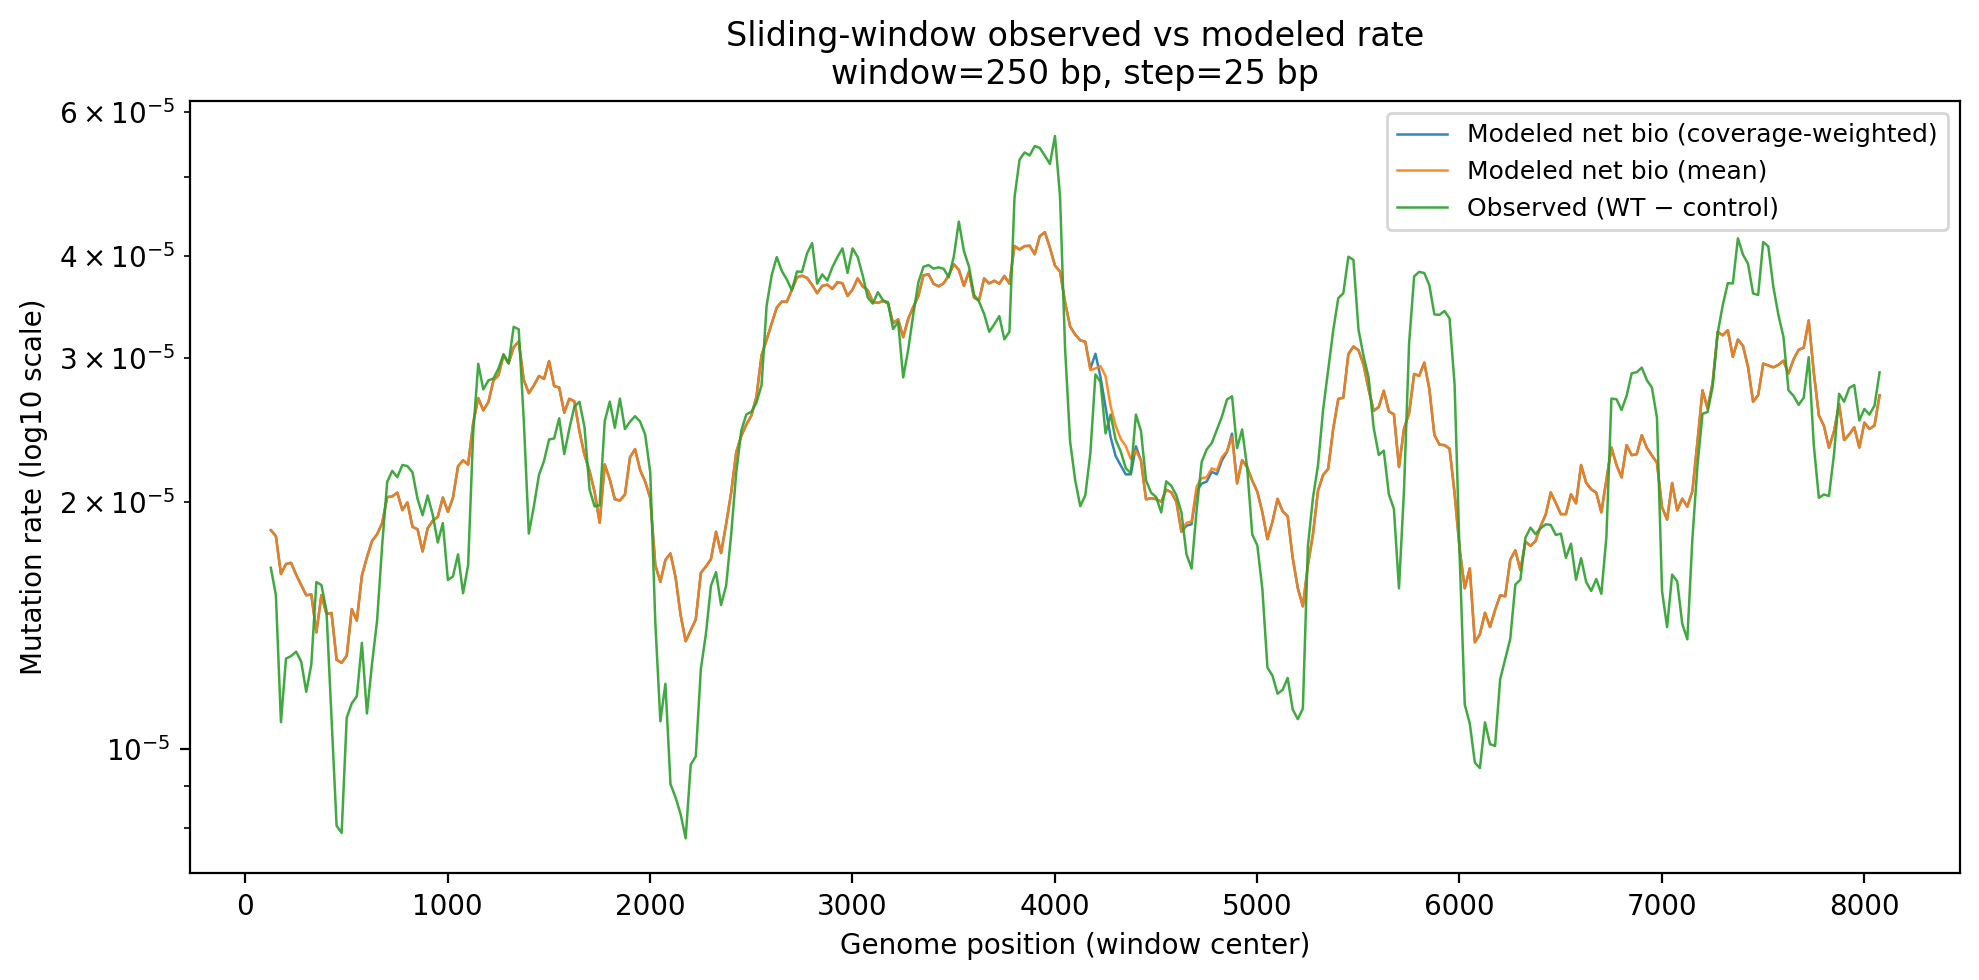 Sliding-window observed vs modeled rate
window=250 bp, step=25 bp
Modeled net bio (coverage-weighted)
Modeled net bio (mean)
Observed (WT − control)
Mutation rate (log10 scale)
6 × 10⁻⁵
4 × 10⁻⁵
3 × 10⁻⁵
2 × 10⁻⁵
10⁻⁵
0 1000 2000 3000 4000 5000 6000 7000 8000
Genome position (window center)